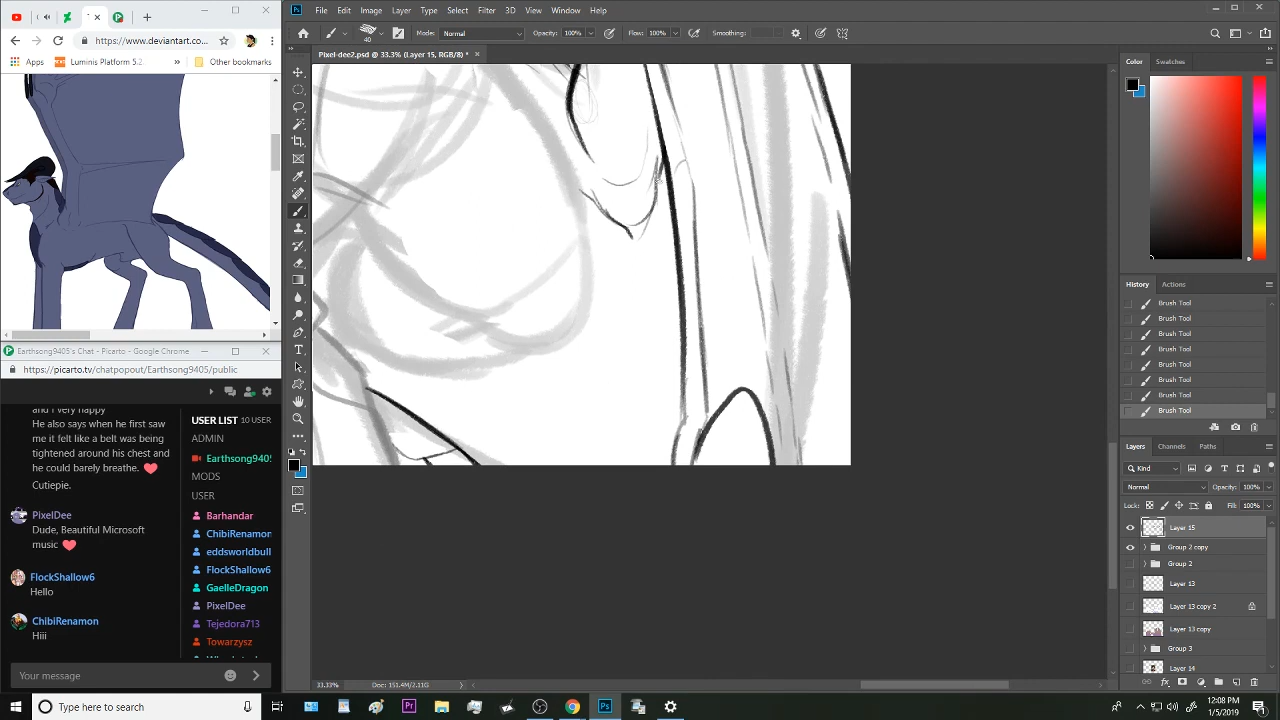 https://www.deviantart.co...
Apps
Luminis Platform 5.2
Other bookmarks
Earthsong9405's Chat - Picarto - Google Chrome
https://picarto.tv/chatpopout/Earthsong9405/public
and I very happy
He also says when he first saw
me it felt like a belt was being
tightened around his chest and
he could barely breathe.
Cutiepie.
PixelDee
Dude, Beautiful Microsoft
music
FlockShallow6
Hello
ChibiRenamon
Hiii
Your message
USER LIST 10 USER
ADMIN
Earthsong940
MODS
USER
Barhandar
ChibiRenamon
eddsworldbull
FlockShallow6
GaelleDragon
PixelDee
Tejedora713
Towarzysz
File Edit Image Layer Type Select Filter 3D View Window Help
40 Mode: Normal Opacity: 100% Flow: 100% Smoothing:
Pixel-dee2.psd @ 33.3% (Layer 15, RGB/8) *
33.33% Doc: 151.4M/2.11G
Color Swatches
History Actions
Brush Tool
Brush Tool
Brush Tool
Brush Tool
Brush Tool
Brush Tool
Brush Tool
Brush Tool
Layers Channels Paths
Kind
Normal Opacity: 100%
Lock: Fill: 100%
Layer 15
Group 2 copy
Group 2
Layer 13
Layer 13 copy 2
Layer 13 copy
Group 3
Layer 14
Type here to search
12:08 PM
1/5/2019